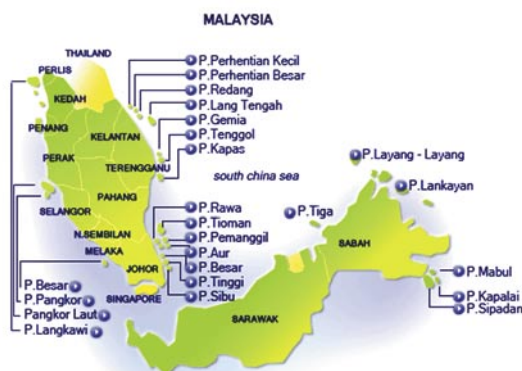 MALAYSIA
THAILAND
PERLIS
KEDAH
PENANG
PERAK
KELANTAN
TERENGGANU
PAHANG
SELANGOR
N.SEMBILAN
MELAKA
JOHOR
SINGAPORE
P.Perhentian Kecil
P.Perhentian Besar
P.Redang
P.Lang Tengah
P.Gemia
P.Tenggol
P.Kapas
south china sea
P.Rawa
P.Tioman
P.Pemanggil
P.Aur
P.Besar
P.Tinggi
P.Sibu
P.Besar
P.Pangkor
Pangkor Laut
P.Langkawi
P.Layang - Layang
P.Lankayan
P.Tiga
SABAH
P.Mabul
P.Kapalai
P.Sipadan
SARAWAK